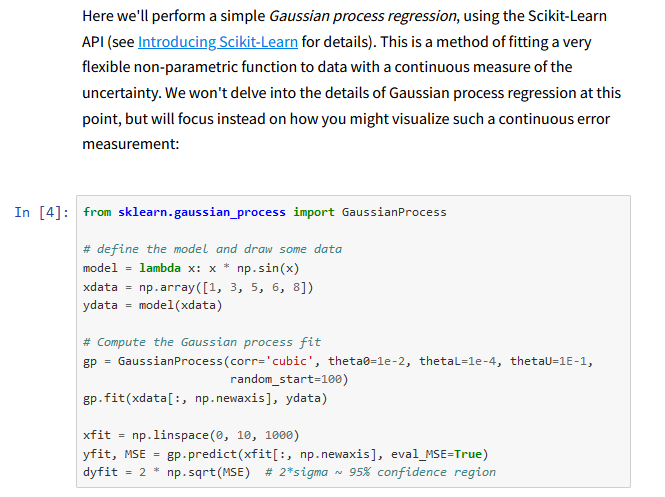 Here we'll perform a simple Gaussian process regression, using the Scikit-Learn
API (see Introducing Scikit-Learn for details). This is a method of fitting a very
flexible non-parametric function to data with a continuous measure of the
uncertainty. We won't delve into the details of Gaussian process regression at this
point, but will focus instead on how you might visualize such a continuous error
measurement:
In [4]: from sklearn.gaussian_process import GaussianProcess
# define the model and draw some data
model = lambda x: x * np.sin(x)
xdata = np.array([1, 3, 5, 6, 8])
ydata = model(xdata)
# Compute the Gaussian process fit
gp = GaussianProcess(corr='cubic', theta0=1e-2, thetaL=1e-4, thetaU=1E-1,
random_start=100)
gp.fit(xdata[:, np.newaxis], ydata)
xfit = np.linspace(0, 10, 1000)
yfit, MSE = gp.predict(xfit[:, np.newaxis], eval_MSE=True)
dyfit = 2 * np.sqrt(MSE)  # 2*sigma ~ 95% confidence region